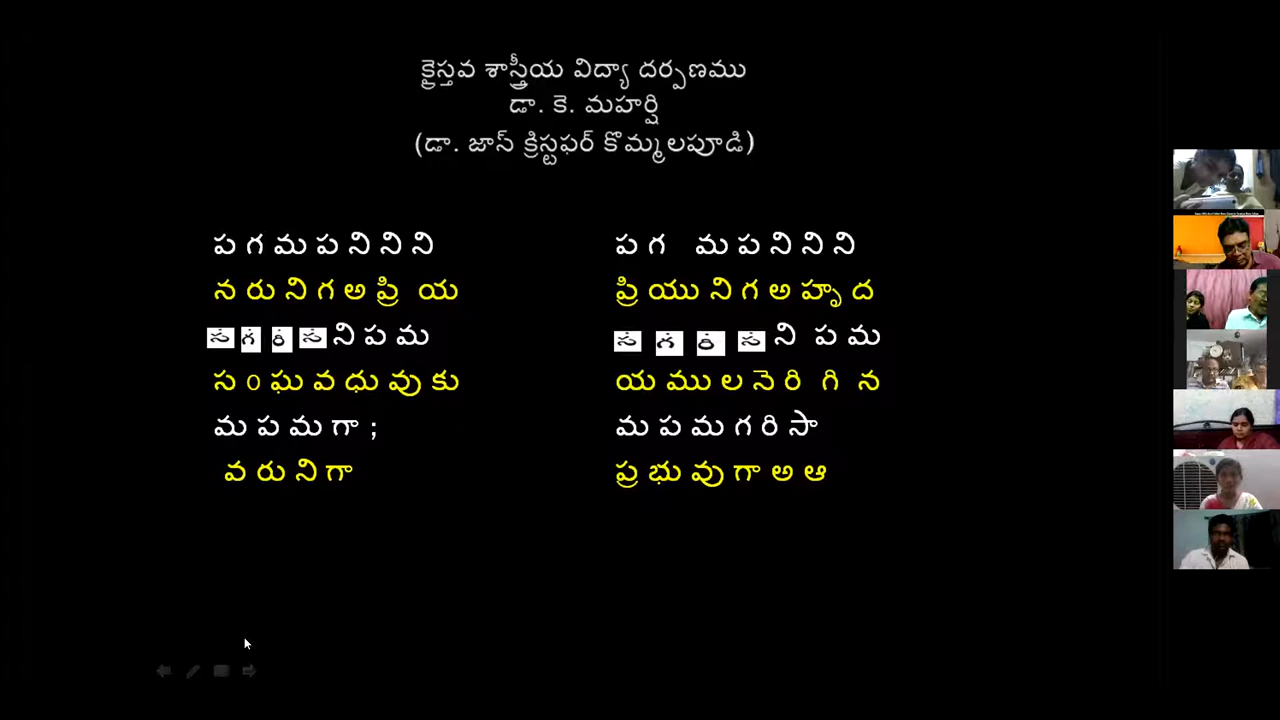 క్రైస్తవ శాస్త్రీయ విద్యా దర్పణము
డా. కె. మహర్షి
(డా. జాస్ క్రిస్టఫర్ కొమ్మలపూడి)
ప గ మ ప ని ని ని
న రు ని గ అ ప్రి య
సં గં రిં సં ని ప మ
స ం ఘ వ ధు వు కు
మ ప మ గా ;
వ రు ని గా
ప గ మ ప ని ని ని
ప్రి యు ని గ అ హృ ద
స గ రి స ని ప మ
య ము ల నె రి గి న
మ ప మ గ రి సా
ప్ర భు వు గా అ ఆ